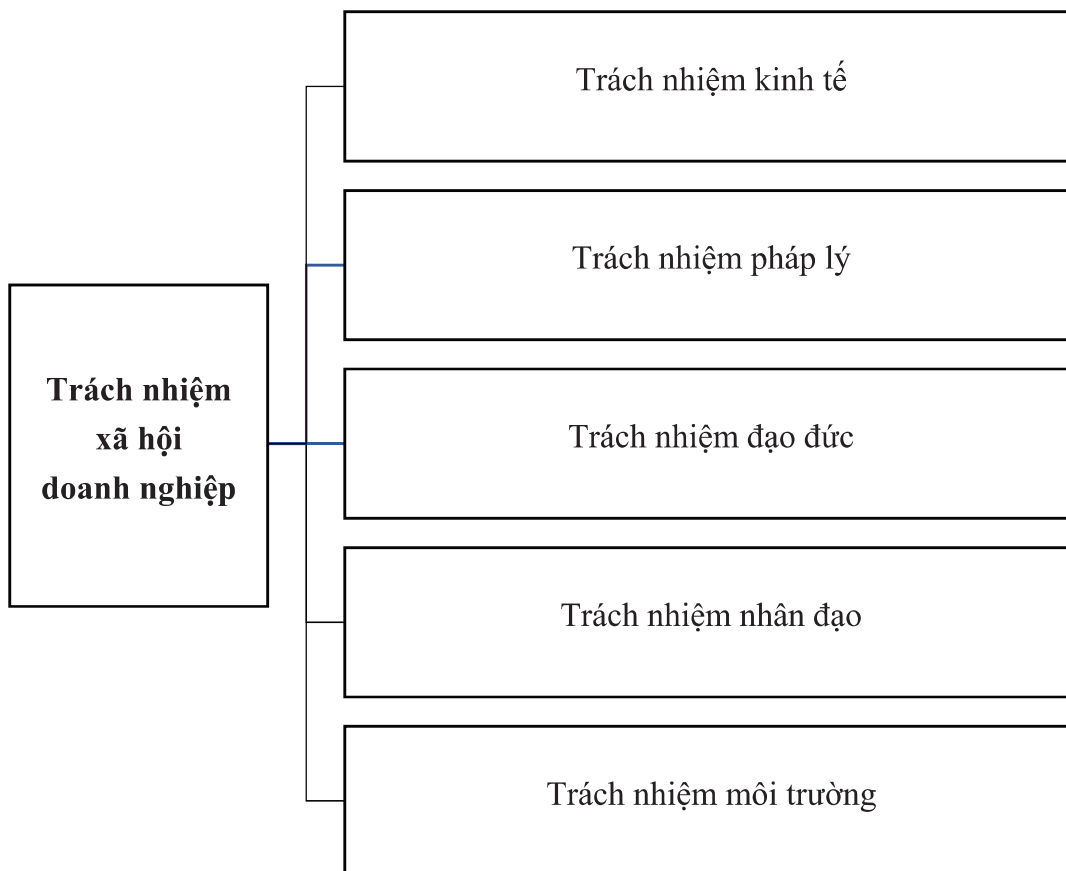 Trách nhiệm kinh tế
Trách nhiệm pháp lý
Trách nhiệm
xã hội
doanh nghiệp
Trách nhiệm đạo đức
Trách nhiệm nhân đạo
Trách nhiệm môi trường